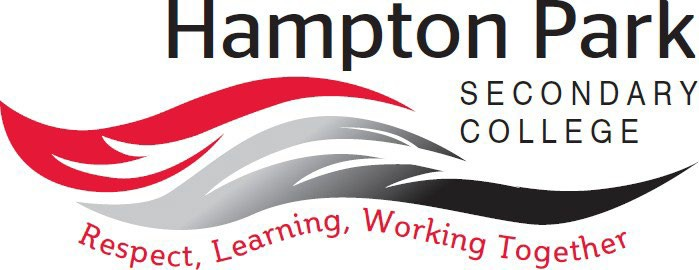 Hampton Park
SECONDARY
COLLEGE
Respect, Learning, Working Together